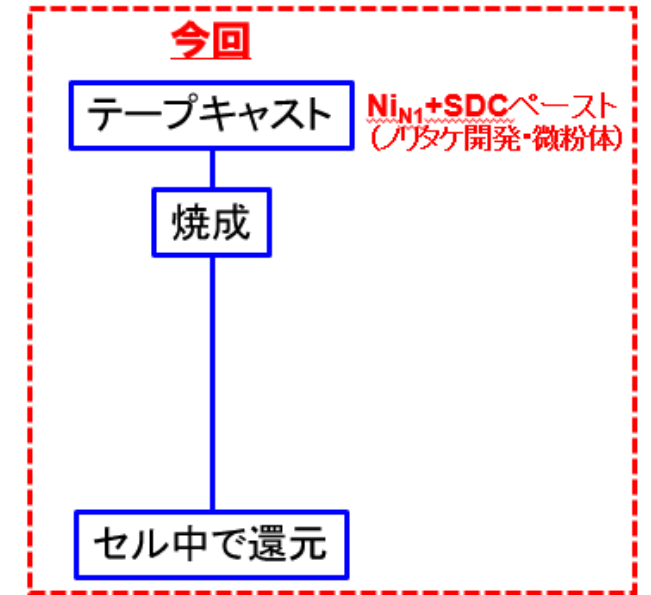 今回
テープキャスト
NiN1+SDCペースト
(ノリタケ開発・微粉体)
焼成
セル中で還元